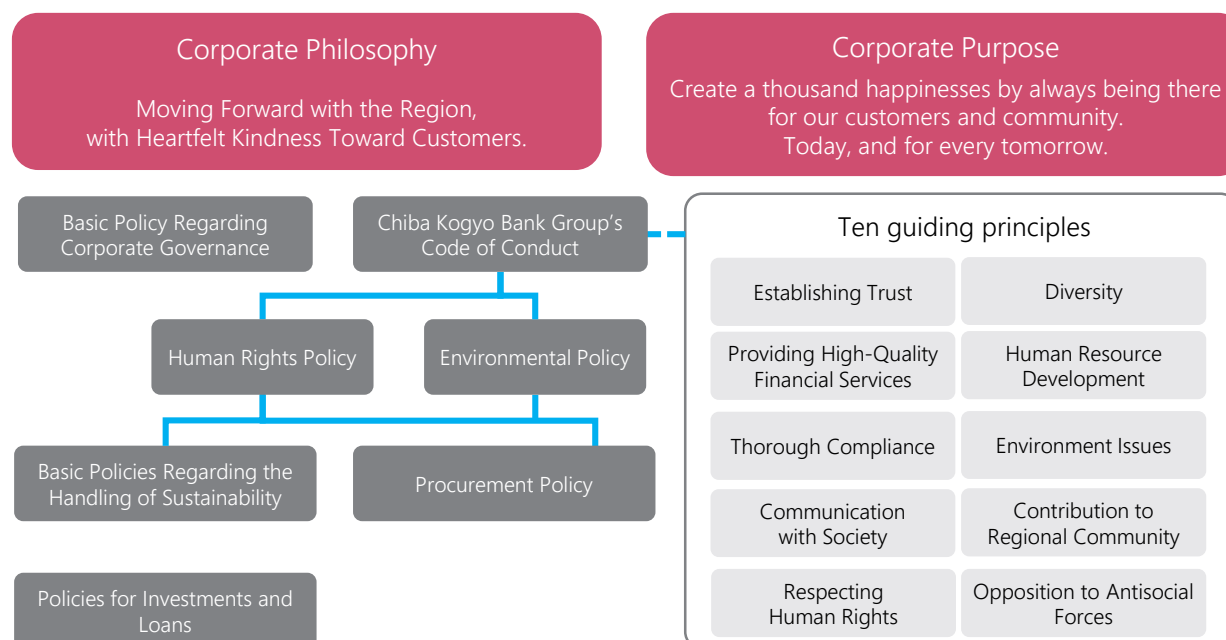 Corporate Philosophy
Moving Forward with the Region,
with Heartfelt Kindness Toward Customers.
Corporate Purpose
Create a thousand happinesses by always being there
for our customers and community.
Today, and for every tomorrow.
Basic Policy Regarding
Corporate Governance
Chiba Kogyo Bank Group’s
Code of Conduct
Human Rights Policy
Environmental Policy
Basic Policies Regarding the
Handling of Sustainability
Procurement Policy
Policies for Investments and
Loans
Ten guiding principles
Establishing Trust
Diversity
Providing High-Quality
Financial Services
Human Resource
Development
Thorough Compliance
Environment Issues
Communication
with Society
Contribution to
Regional Community
Respecting
Human Rights
Opposition to Antisocial
Forces